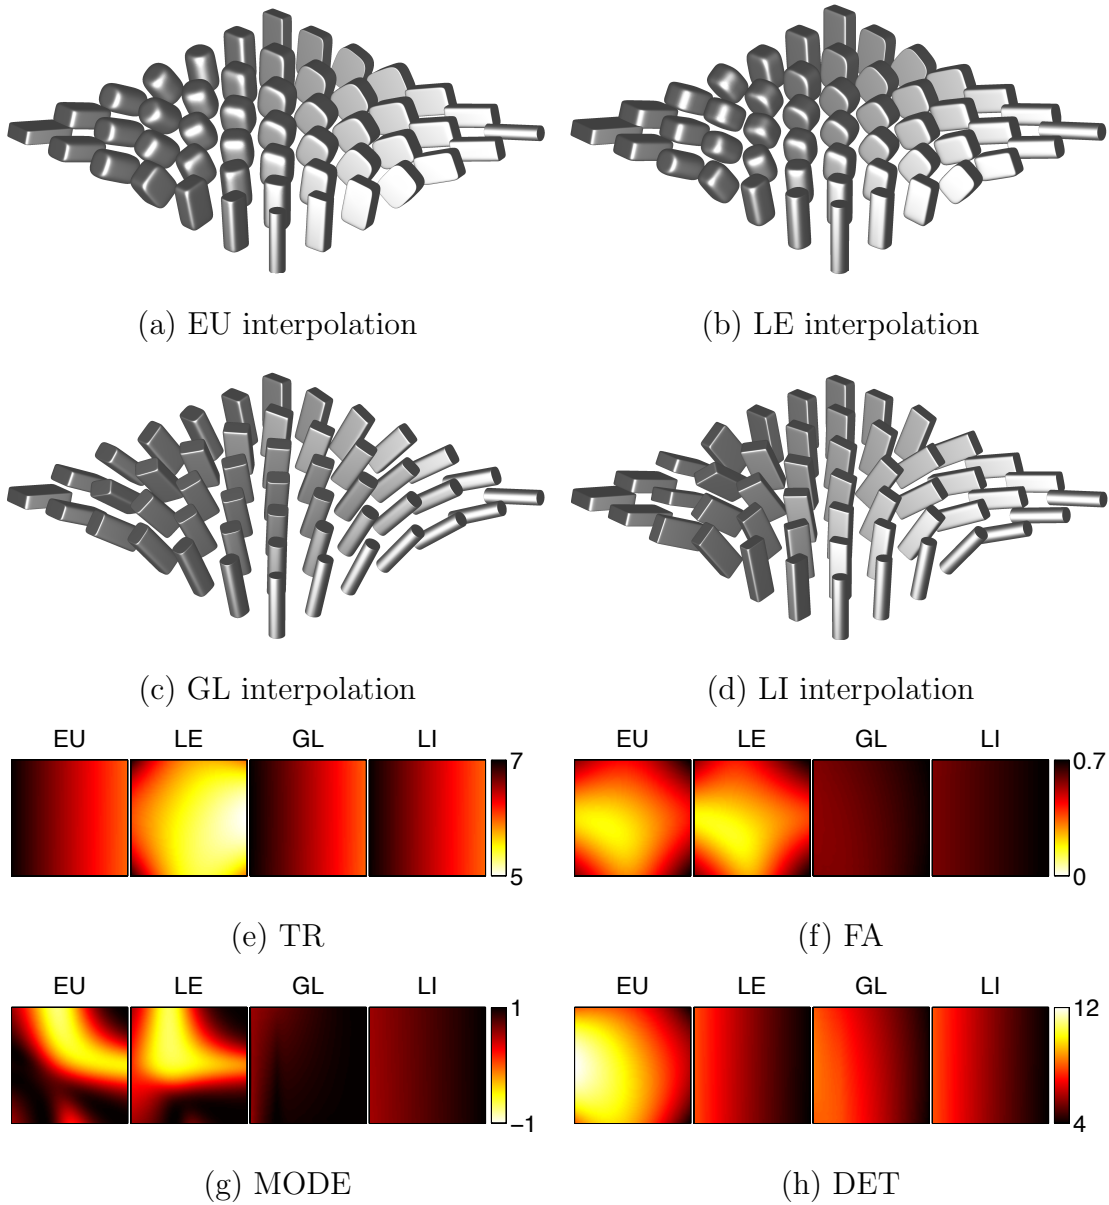 (a) EU interpolation
(b) LE interpolation
(c) GL interpolation
(d) LI interpolation
EU LE GL LI
7
5
(e) TR
EU LE GL LI
0.7
0
(f) FA
EU LE GL LI
1
−1
(g) MODE
EU LE GL LI
12
4
(h) DET